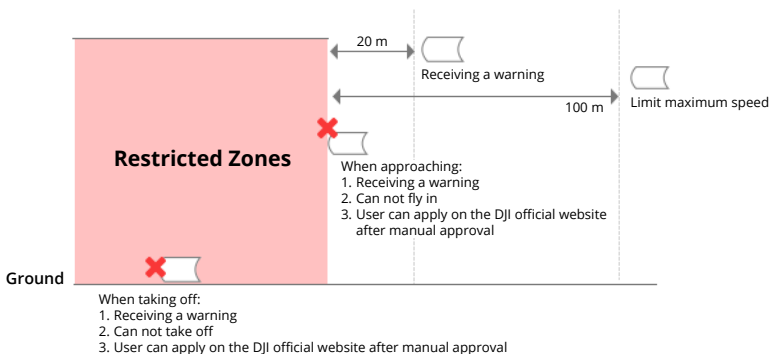 20 m
Receiving a warning
100 m
Limit maximum speed
Restricted Zones
When approaching:
1. Receiving a warning
2. Can not fly in
3. User can apply on the DJI official website
after manual approval
Ground
When taking off:
1. Receiving a warning
2. Can not take off
3. User can apply on the DJI official website after manual approval